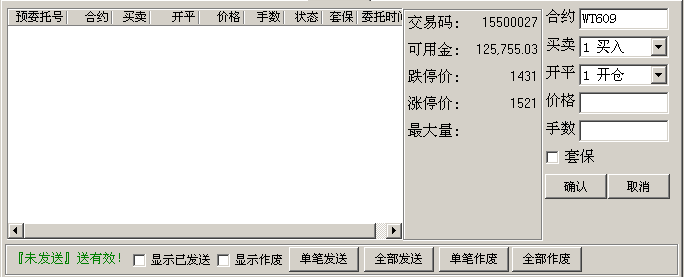 预委托号 合约 买卖 开平 价格 手数 状态 套保 委托时间
交易码: 15500027
可用金: 125,755.03
跌停价: 1431
涨停价: 1521
最大量:
合约 WT609
买卖 1 买入
开平 1 开仓
价格
手数
套保
确认 取消
『未发送』送有效! 显示已发送 显示作废 单笔发送 全部发送 单笔作废 全部作废